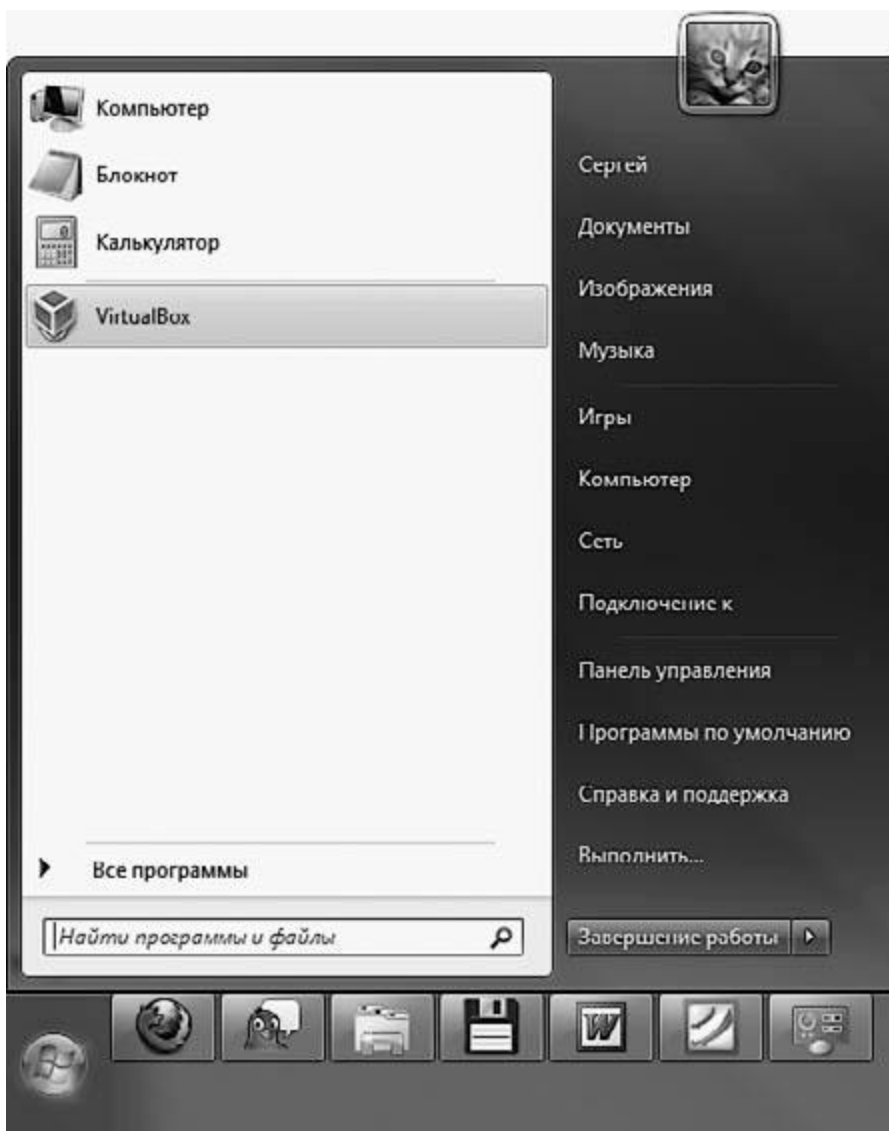 Компьютер
Блокнот
Калькулятор
VirtualBox
Все программы
Найти программы и файлы
Сергей
Документы
Изображения
Музыка
Игры
Компьютер
Сеть
Подключение к
Панель управления
Программы по умолчанию
Справка и поддержка
Выполнить...
Завершение работы
W